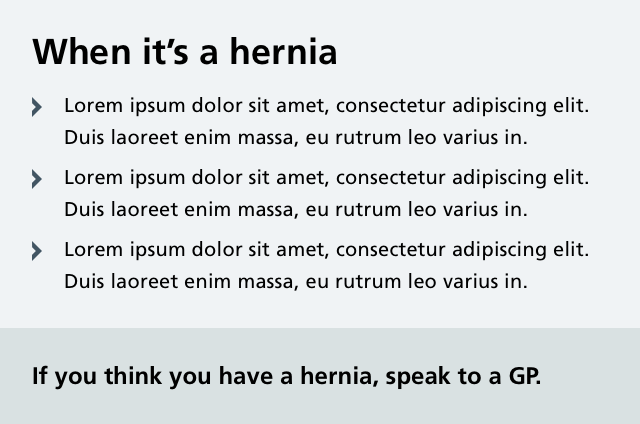 When it’s a hernia
Lorem ipsum dolor sit amet, consectetur adipiscing elit.
Duis laoreet enim massa, eu rutrum leo varius in.
Lorem ipsum dolor sit amet, consectetur adipiscing elit.
Duis laoreet enim massa, eu rutrum leo varius in.
Lorem ipsum dolor sit amet, consectetur adipiscing elit.
Duis laoreet enim massa, eu rutrum leo varius in.
If you think you have a hernia, speak to a GP.